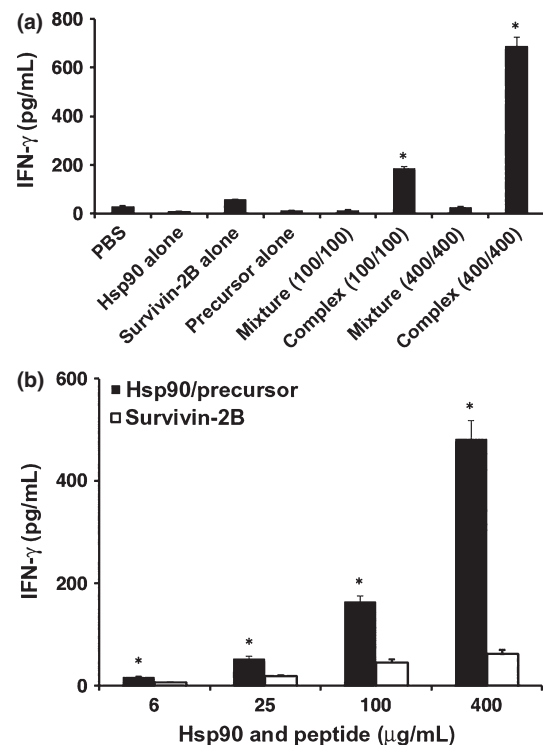 (a)
800
600
400
200
0
IFN-γ (pg/mL)
*
*
PBS
Hsp90 alone
Survivin-2B alone
Precursor alone
Mixture (100/100)
Complex (100/100)
Mixture (400/400)
Complex (400/400)
(b)
600
400
200
0
IFN-γ (pg/mL)
Hsp90/precursor
Survivin-2B
*
*
*
*
6 25 100 400
Hsp90 and peptide (μg/mL)